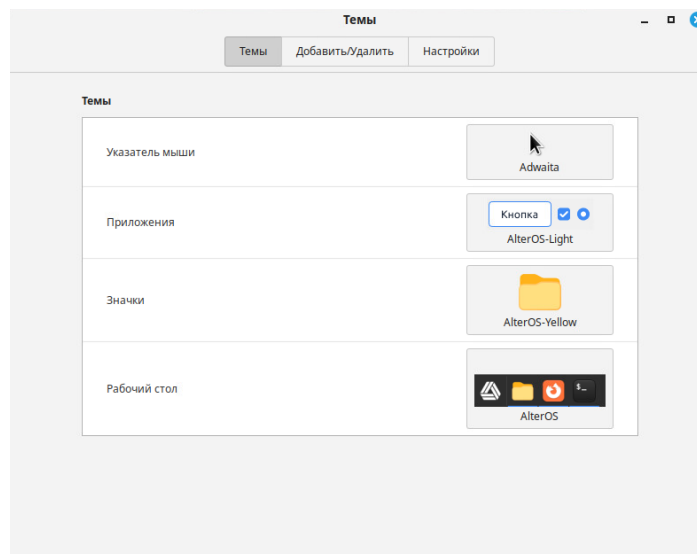 Темы
Темы Добавить/Удалить Настройки
Темы
Указатель мыши
Adwaita
Приложения
Кнопка
AlterOS-Light
Значки
AlterOS-Yellow
Рабочий стол
$_
AlterOS